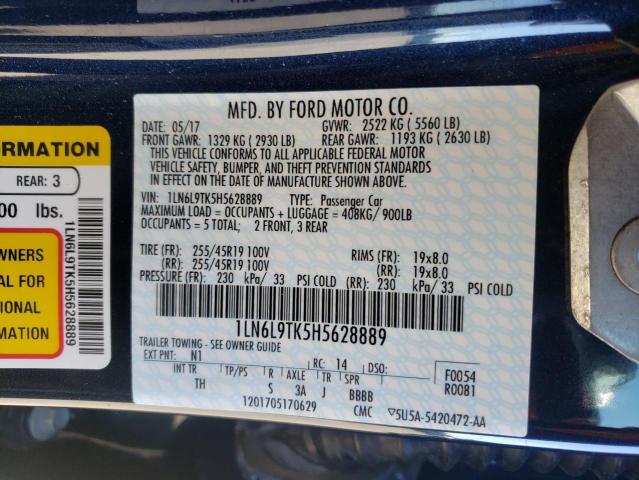 ORMATION
REAR: 3
00 lbs.
WNERS
AL FOR
IONAL
ION
1LN6L9TK5H5628889
MFD. BY FORD MOTOR CO.
DATE: 05/17 GVWR: 2522 KG ( 5560 LB)
FRONT GAWR: 1329 KG ( 2930 LB) REAR GAWR: 1193 KG ( 2630 LB)
THIS VEHICLE CONFORMS TO ALL APPLICABLE FEDERAL MOTOR
VEHICLE SAFETY, BUMPER, AND THEFT PREVENTION STANDARDS
IN EFFECT ON THE DATE OF MANUFACTURE SHOWN ABOVE.
VIN: 1LN6L9TK5H5628889 TYPE: Passenger Car
MAXIMUM LOAD = OCCUPANTS + LUGGAGE = 408KG / 900LB
OCCUPANTS = 5 TOTAL: 2 FRONT, 3 REAR
TIRE (FR): 255/45R19 100V RIMS (FR): 19x8.0
(RR): 255/45R19 100V (RR): 19x8.0
PRESSURE (FR): 230 kPa/ 33 PSI COLD (RR): 230 kPa/ 33 PSI COLD
1LN6L9TK5H5628889
TRAILER TOWING - SEE OWNER GUIDE
EXT PNT: N1 RC: 14 DSO: F0054
INT TR TP/PS R AXLE TR SPR R0081
TH S 3A J BBBB
1201705170629 CMC ▽5U5A-5420472-AA